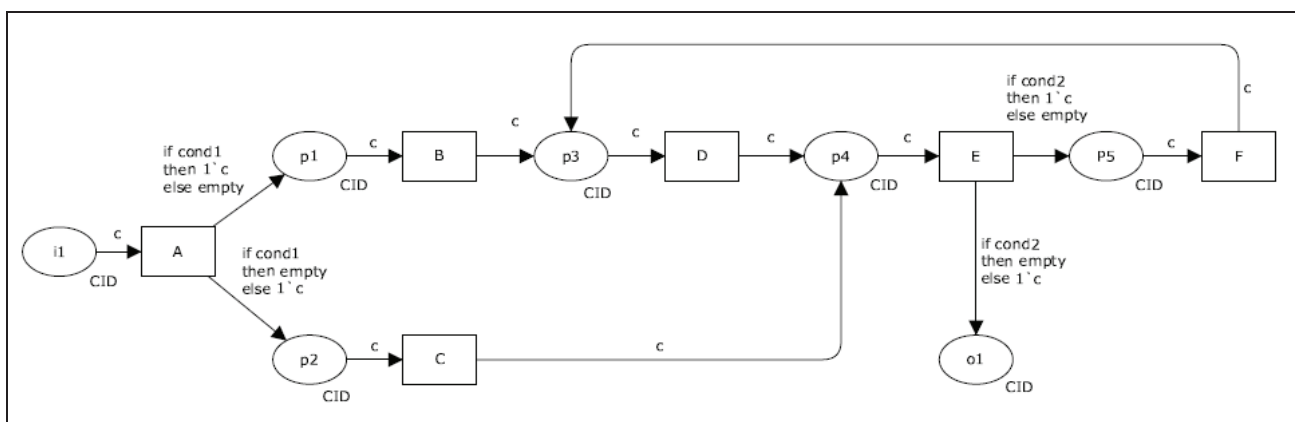 c
if cond2
then 1`c
else empty
c
c
c
c
c
c
p1
B
p3
D
p4
E
P5
F
if cond1
then 1`c
else empty
CID
CID
CID
CID
c
i1
A
if cond1
then empty
else 1`c
if cond2
then empty
else 1`c
CID
c
c
p2
C
o1
CID
CID